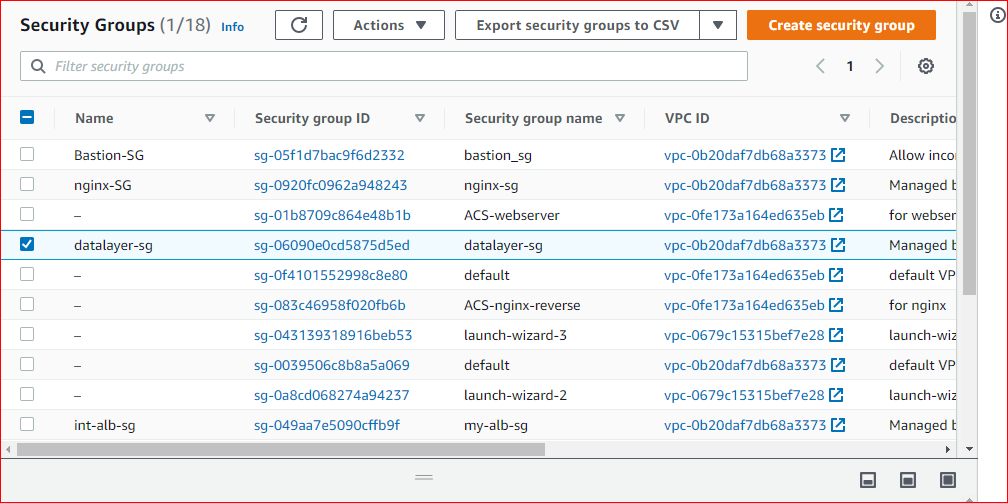 Security Groups (1/18) Info Actions Export security groups to CSV Create security group
Filter security groups 1
Name Security group ID Security group name VPC ID Descriptio
Bastion-SG sg-05f1d7bac9f6d2332 bastion_sg vpc-0b20daf7db68a3373 Allow inco
nginx-SG sg-0920fc0962a948243 nginx-sg vpc-0b20daf7db68a3373 Managed b
– sg-01b8709c864e48b1b ACS-webserver vpc-0fe173a164ed635eb for webser
datalayer-sg sg-06090e0cd5875d5ed datalayer-sg vpc-0b20daf7db68a3373 Managed b
– sg-0f4101552998c8e80 default vpc-0fe173a164ed635eb default VP
– sg-083c46958f020fb6b ACS-nginx-reverse vpc-0fe173a164ed635eb for nginx
– sg-043139318916beb53 launch-wizard-3 vpc-0679c15315bef7e28 launch-wiz
– sg-0039506c8b8a5a069 default vpc-0b20daf7db68a3373 default VP
– sg-0a8cd068274a94237 launch-wizard-2 vpc-0679c15315bef7e28 launch-wiz
int-alb-sg sg-049aa7e5090cffb9f my-alb-sg vpc-0b20daf7db68a3373 Managed b